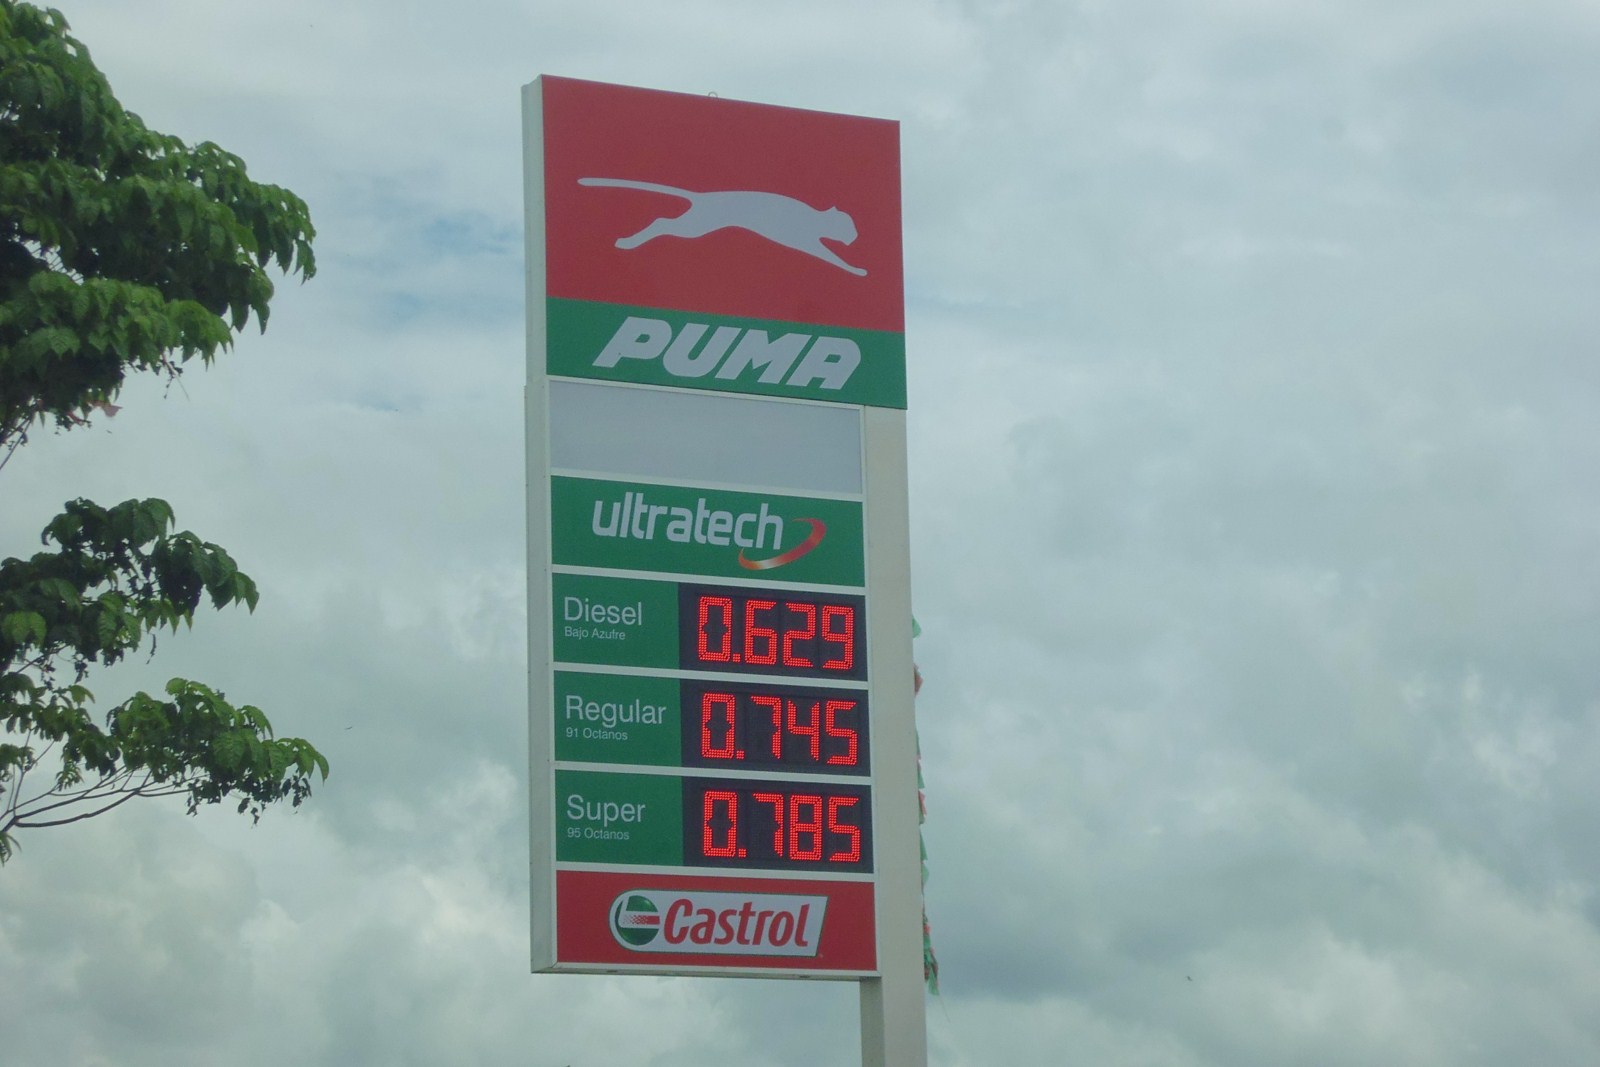 PUMA
ultratech
Diesel
Bajo Azufre
0.629
Regular
91 Octanos
0.745
Super
95 Octanos
0.785
Castrol